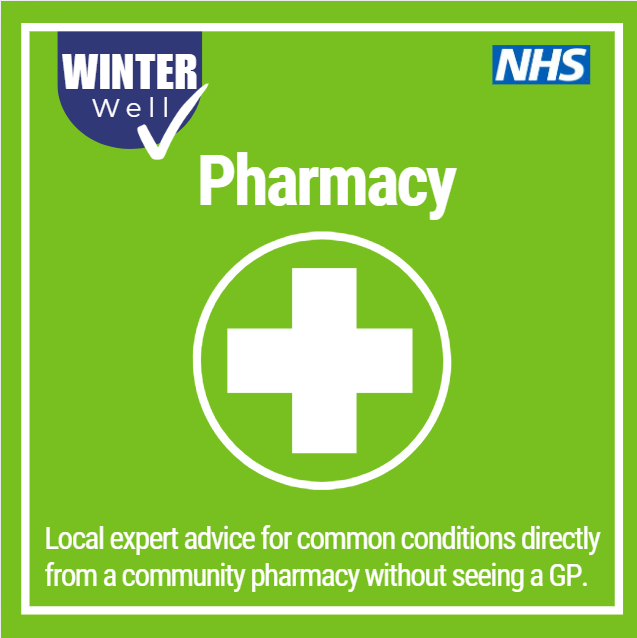 WINTER
Well
NHS
Pharmacy
Local expert advice for common conditions directly
from a community pharmacy without seeing a GP.